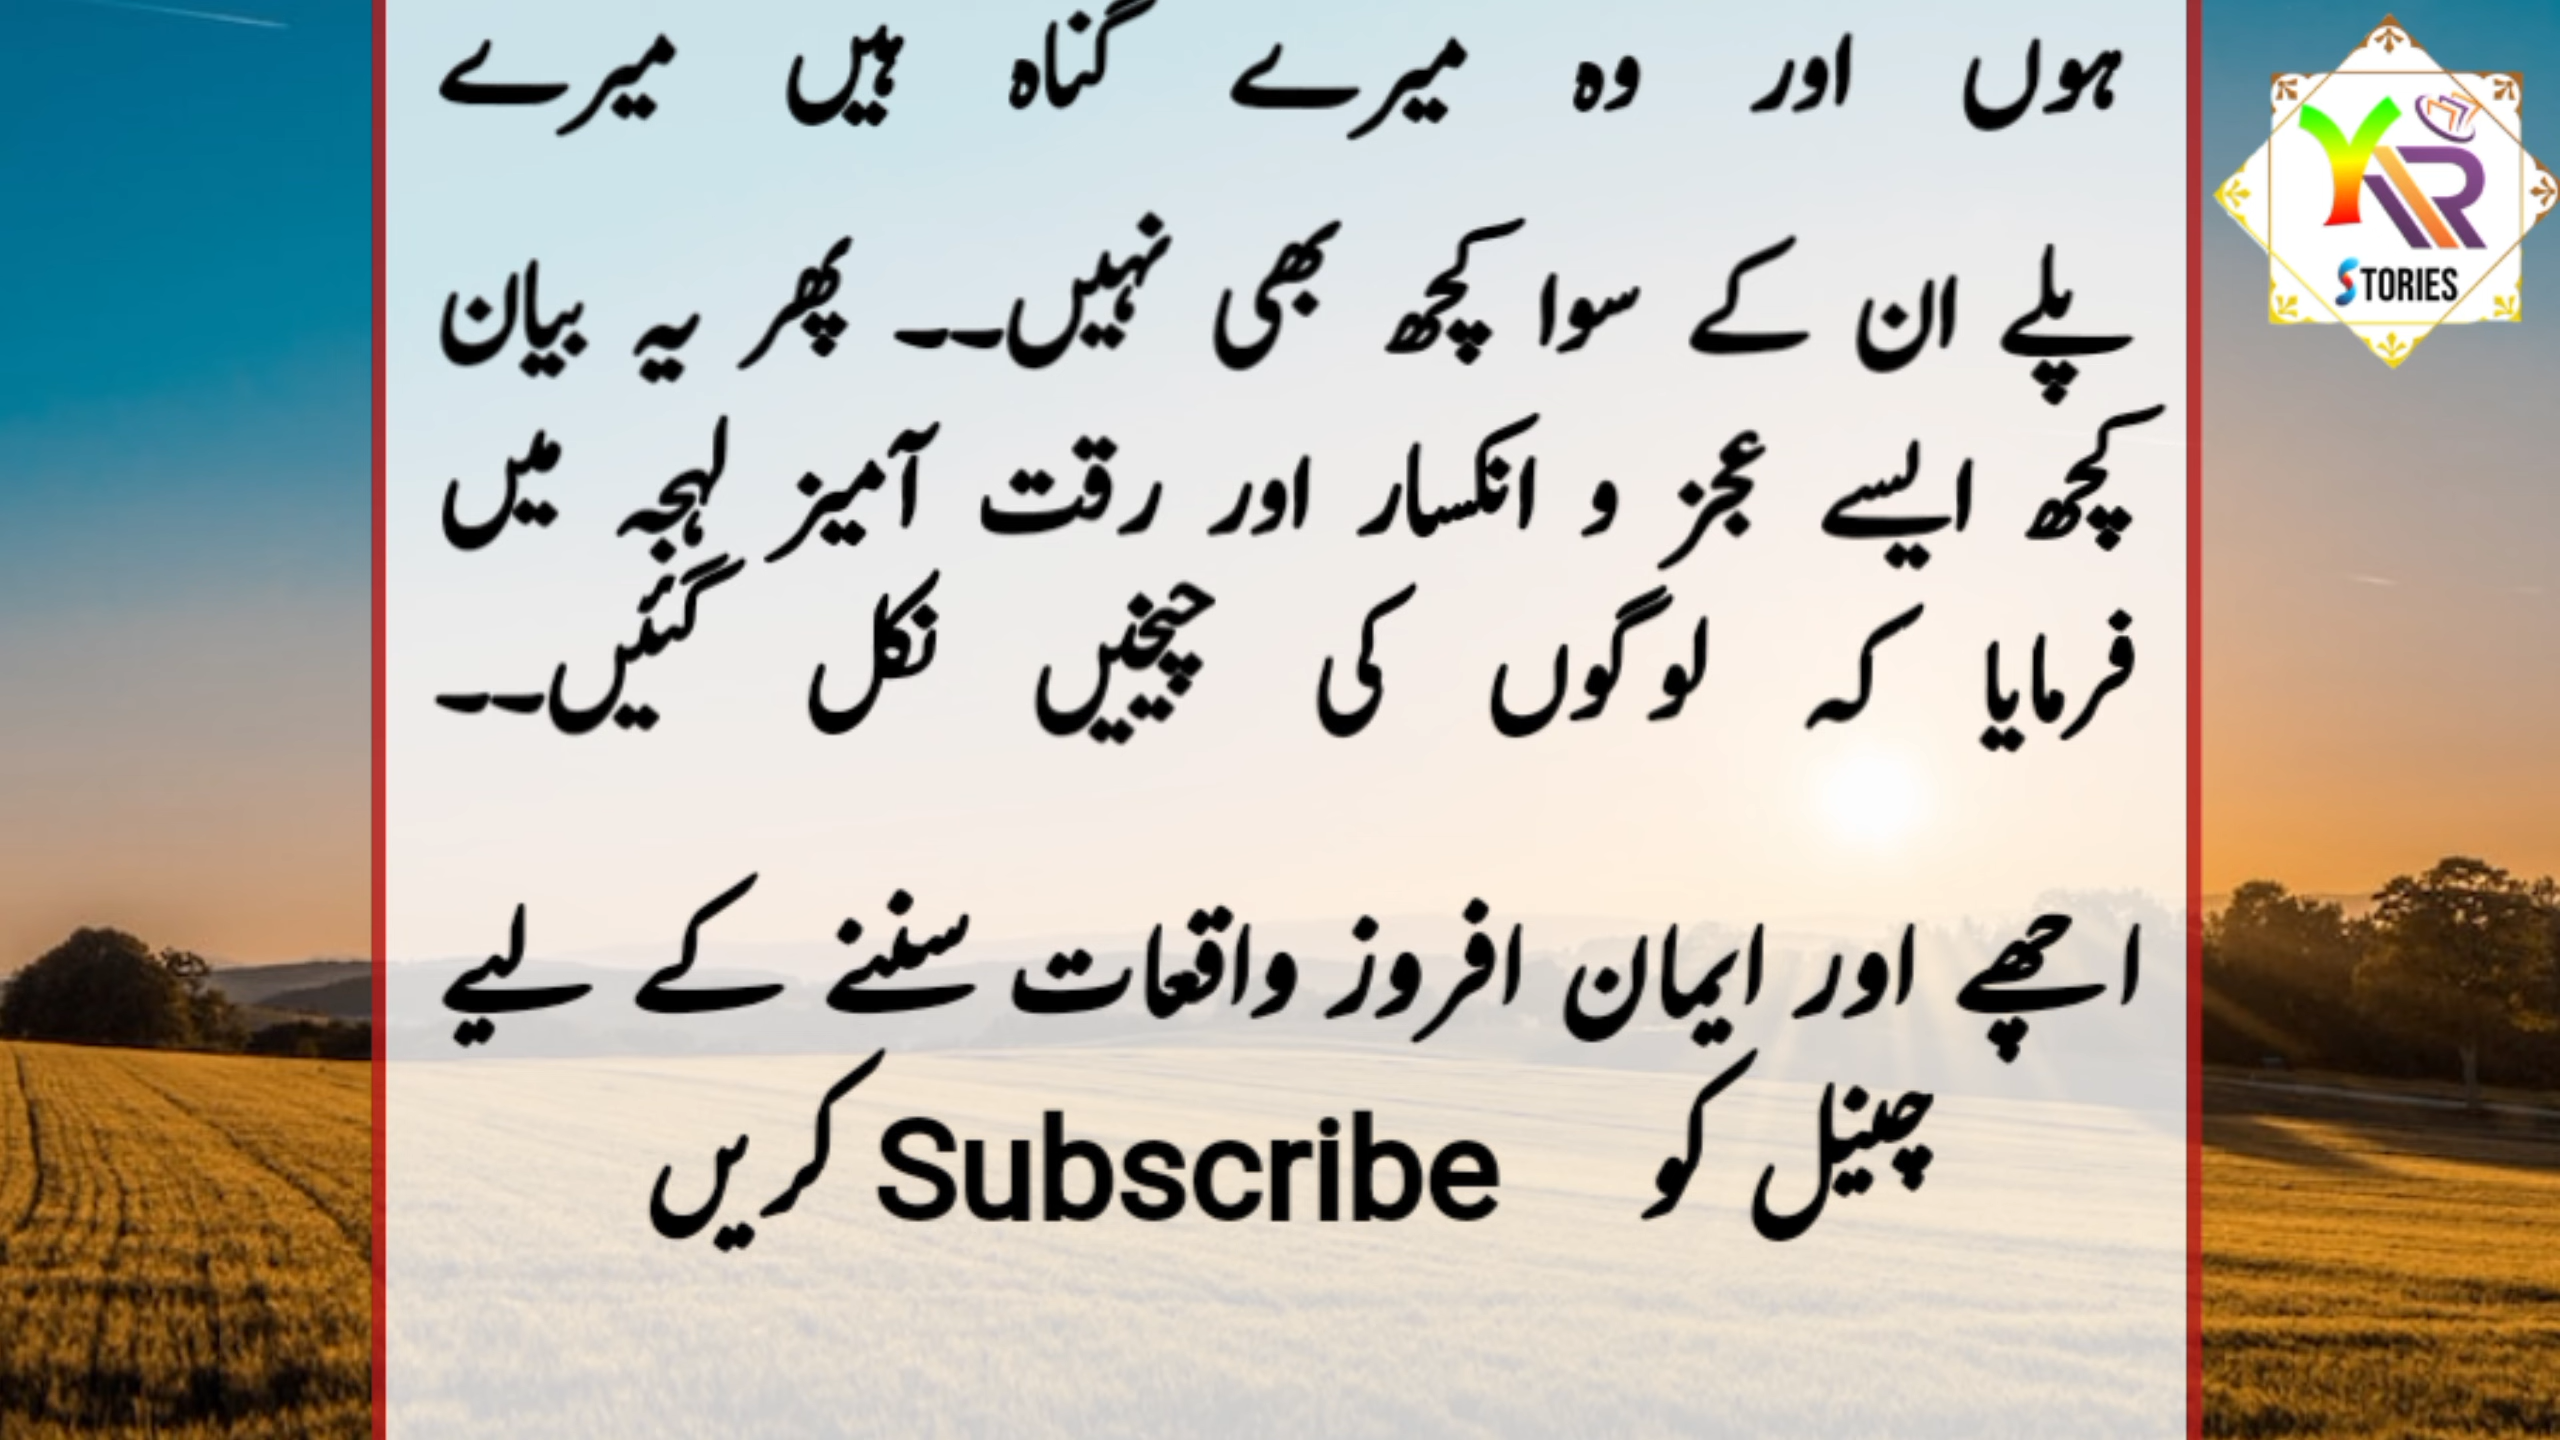 ہوں اور وہ میرے گناہ ہیں میرے
پلے ان کے سوا کچھ بھی نہیں۔۔ پھر یہ بیان
کچھ ایسے عجز و انکسار اور رقت آمیز لہجہ میں
فرمایا کہ لوگوں کی چیخیں نکل گئیں۔۔
اچھے اور ایمان افروز واقعات سننے کے لیے
چینل کو Subscribe کریں
YR
STORIES